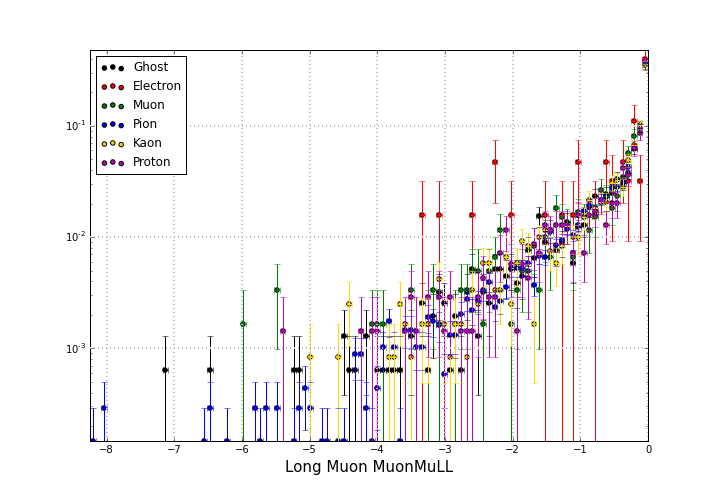 Ghost
Electron
Muon
Pion
Kaon
Proton
10⁻¹
10⁻²
10⁻³
−8 −7 −6 −5 −4 −3 −2 −1 0
Long Muon MuonMuLL